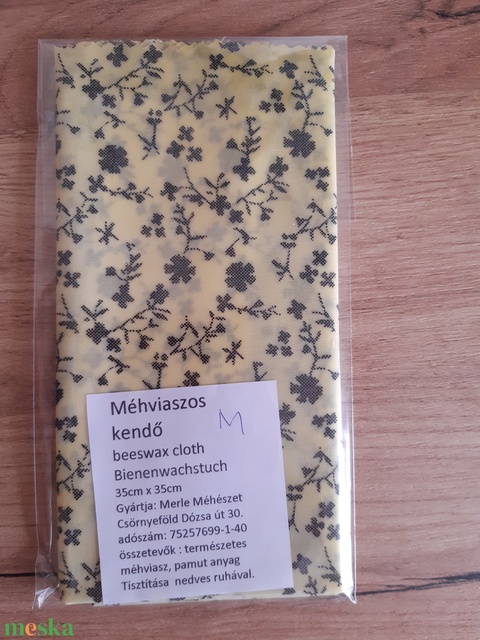 Méhviaszos
kendő M
beeswax cloth
Bienenwachstuch
35cm x 35cm
Gyártja: Merle Méhészet
Csörnyeföld Dózsa út 30.
adószám: 75257699-1-40
összetevők : természetes
méhviasz, pamut anyag
Tisztítása nedves ruhával.
meska